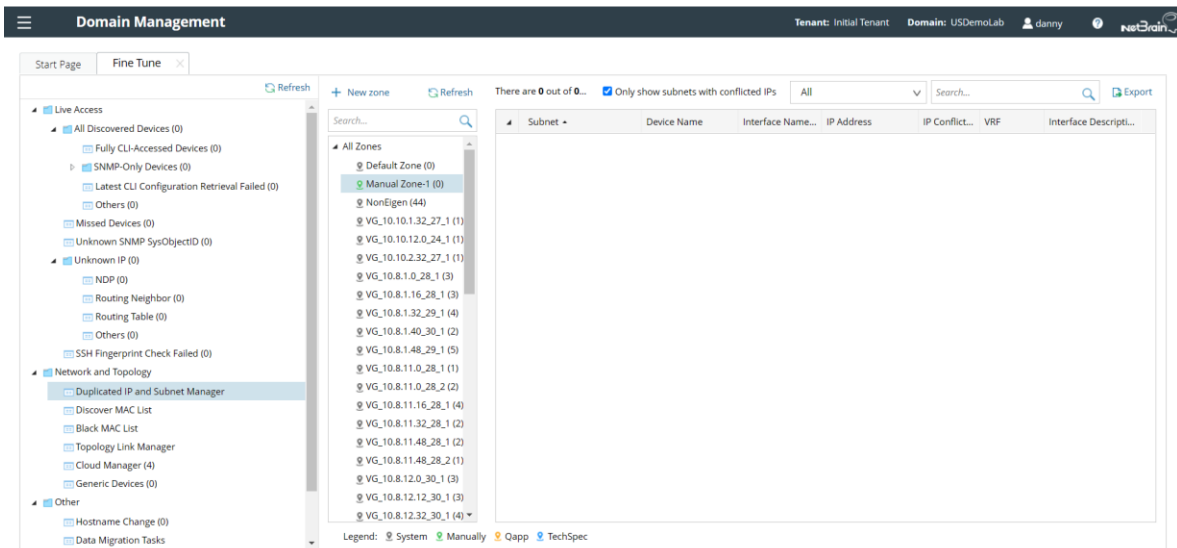 Domain Management
Tenant: Initial Tenant Domain: USDemoLab danny ? NetBrain
Start Page
Fine Tune ×
Refresh
Live Access
All Discovered Devices (0)
Fully CLI-Accessed Devices (0)
SNMP-Only Devices (0)
Latest CLI Configuration Retrieval Failed (0)
Others (0)
Missed Devices (0)
Unknown SNMP SysObjectID (0)
Unknown IP (0)
NDP (0)
Routing Neighbor (0)
Routing Table (0)
Others (0)
SSH Fingerprint Check Failed (0)
Network and Topology
Duplicated IP and Subnet Manager
Discover MAC List
Black MAC List
Topology Link Manager
Cloud Manager (4)
Generic Devices (0)
Other
Hostname Change (0)
Data Migration Tasks
+ New zone Refresh
Search...
All Zones
Default Zone (0)
Manual Zone-1 (0)
NonEigen (44)
VG_10.10.1.32_27_1 (1)
VG_10.10.12.0_24_1 (1)
VG_10.10.2.32_27_1 (1)
VG_10.8.1.0_28_1 (3)
VG_10.8.1.16_28_1 (3)
VG_10.8.1.32_29_1 (4)
VG_10.8.1.40_30_1 (2)
VG_10.8.1.48_29_1 (5)
VG_10.8.11.0_28_1 (1)
VG_10.8.11.0_28_2 (2)
VG_10.8.11.16_28_1 (4)
VG_10.8.11.32_28_1 (2)
VG_10.8.11.48_28_1 (2)
VG_10.8.11.48_28_2 (1)
VG_10.8.12.0_30_1 (3)
VG_10.8.12.12_30_1 (3)
VG_10.8.12.32_30_1 (4)
There are 0 out of 0... Only show subnets with conflicted IPs All Search... Export
Subnet Device Name Interface Name... IP Address IP Conflict... VRF Interface Descripti...
Legend: System Manually Qapp TechSpec